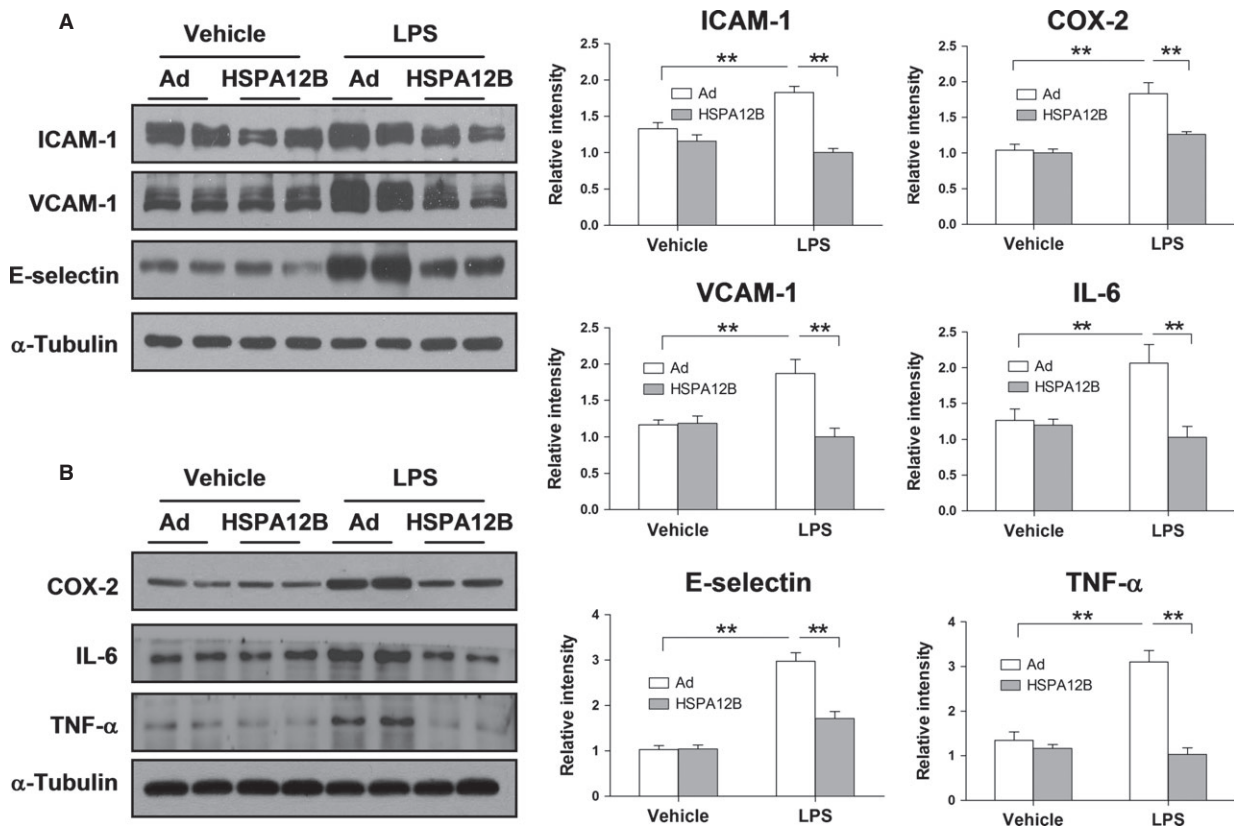 A
Vehicle LPS
Ad HSPA12B Ad HSPA12B
ICAM-1
VCAM-1
E-selectin
α-Tubulin
B
Vehicle LPS
Ad HSPA12B Ad HSPA12B
COX-2
IL-6
TNF-α
α-Tubulin
ICAM-1
Relative intensity
2.5
2.0
1.5
1.0
0.5
0.0
** **
Ad
HSPA12B
Vehicle LPS
COX-2
Relative intensity
2.5
2.0
1.5
1.0
0.5
0.0
** **
Ad
HSPA12B
Vehicle LPS
VCAM-1
Relative intensity
2.5
2.0
1.5
1.0
0.5
0.0
** **
Ad
HSPA12B
Vehicle LPS
IL-6
Relative intensity
2.5
2.0
1.5
1.0
0.5
0.0
** **
Ad
HSPA12B
Vehicle LPS
E-selectin
Relative intensity
4
3
2
1
0
** **
Ad
HSPA12B
Vehicle LPS
TNF-α
Relative intensity
4
3
2
1
0
** **
Ad
HSPA12B
Vehicle LPS